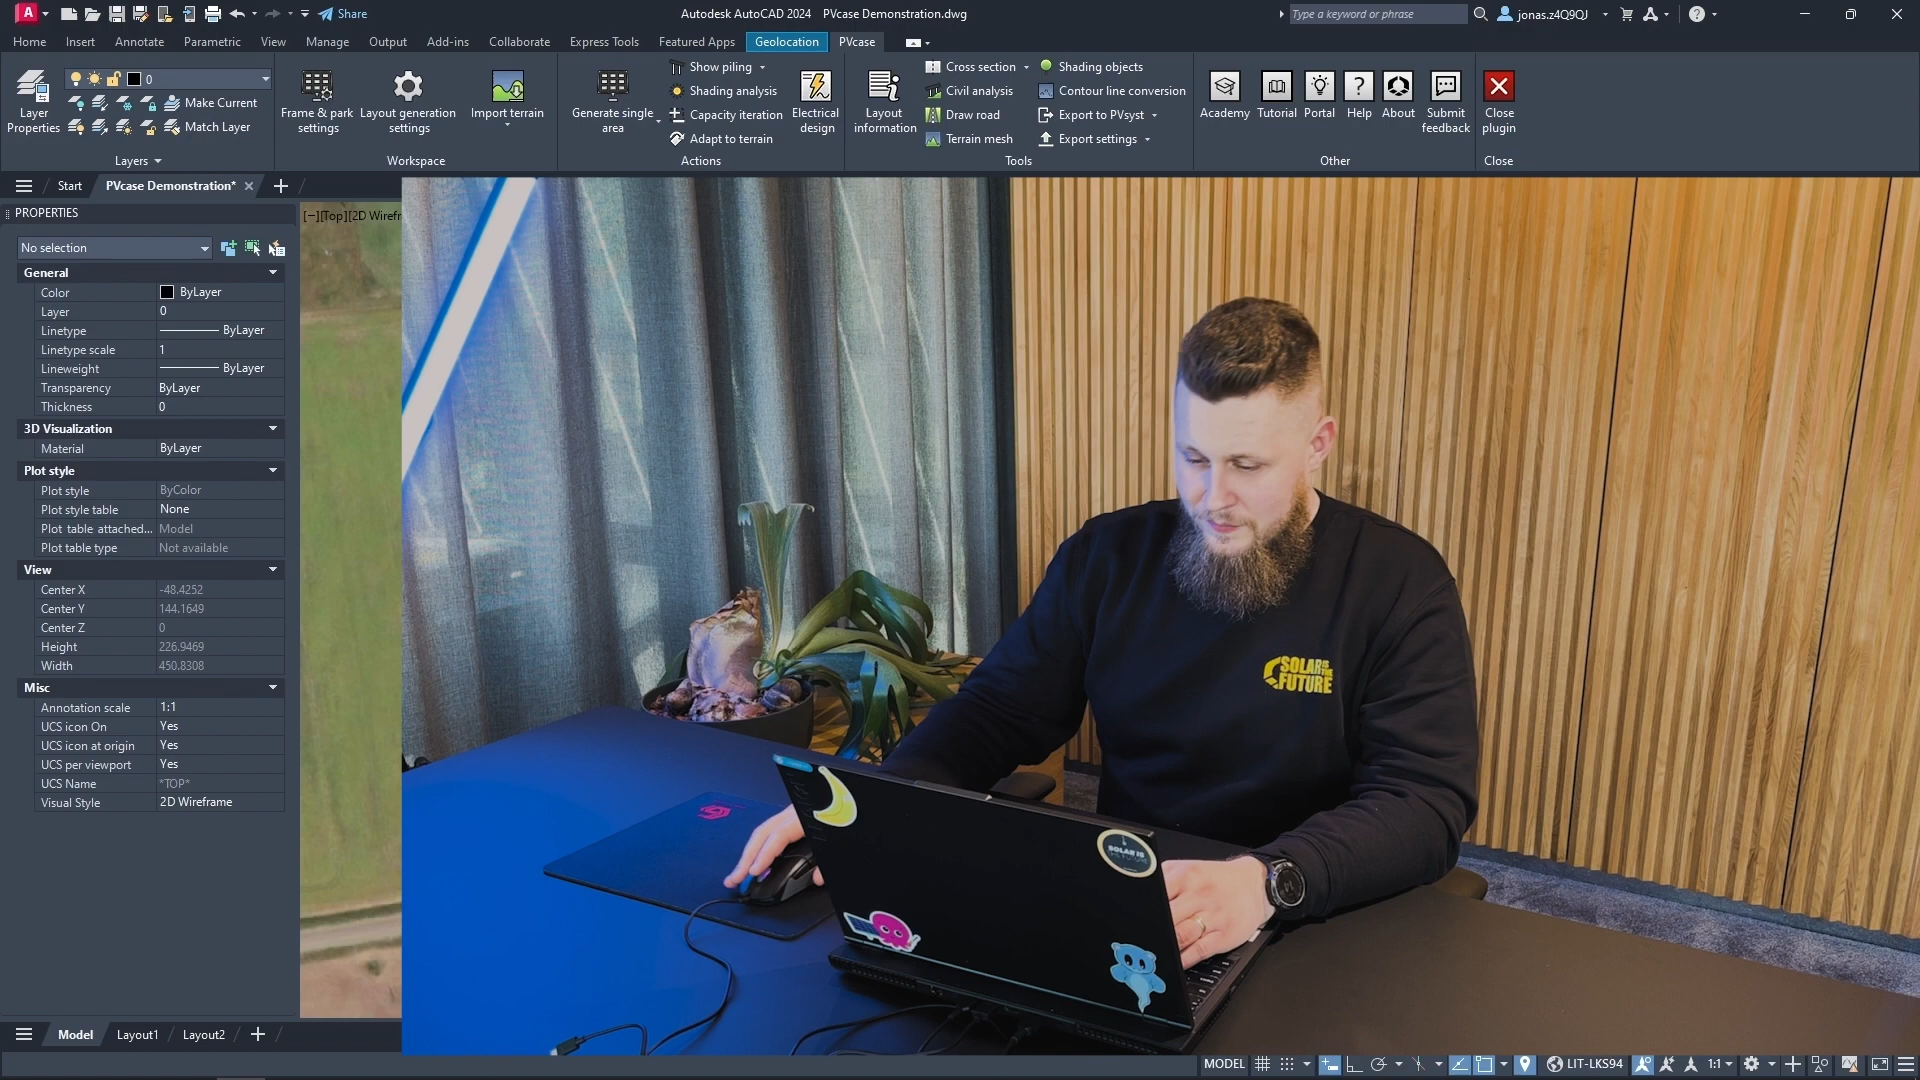 Share
Autodesk AutoCAD 2024 PVcase Demonstration.dwg
Type a keyword or phrase
jonas.z4Q9QJ
Home Insert Annotate Parametric View Manage Output Add-ins Collaborate Express Tools Featured Apps Geolocation PVcase
Layer Properties
0
Make Current
Match Layer
Layers
Frame & park settings
Layout generation settings
Import terrain
Workspace
Generate single area
Show piling
Shading analysis
Capacity iteration
Adapt to terrain
Electrical design
Actions
Layout information
Cross section
Civil analysis
Draw road
Terrain mesh
Shading objects
Contour line conversion
Export to PVsyst
Export settings
Tools
Academy
Tutorial
Portal
Help
About
Submit feedback
Other
Close plugin
Close
Start PVcase Demonstration*
PROPERTIES
[−][Top][2D Wirefr
No selection
General
Color ByLayer
Layer 0
Linetype ByLayer
Linetype scale 1
Lineweight ByLayer
Transparency ByLayer
Thickness 0
3D Visualization
Material ByLayer
Plot style
Plot style ByColor
Plot style table None
Plot table attached... Model
Plot table type Not available
View
Center X -48.4252
Center Y 144.1649
Center Z 0
Height 226.9469
Width 450.8308
Misc
Annotation scale 1:1
UCS icon On Yes
UCS icon at origin Yes
UCS per viewport Yes
UCS Name *TOP*
Visual Style 2D Wireframe
SOLAR IS THE FUTURE
SOLAR IS
THE FUTURE
Model Layout1 Layout2
MODEL LIT-LKS94 1:1